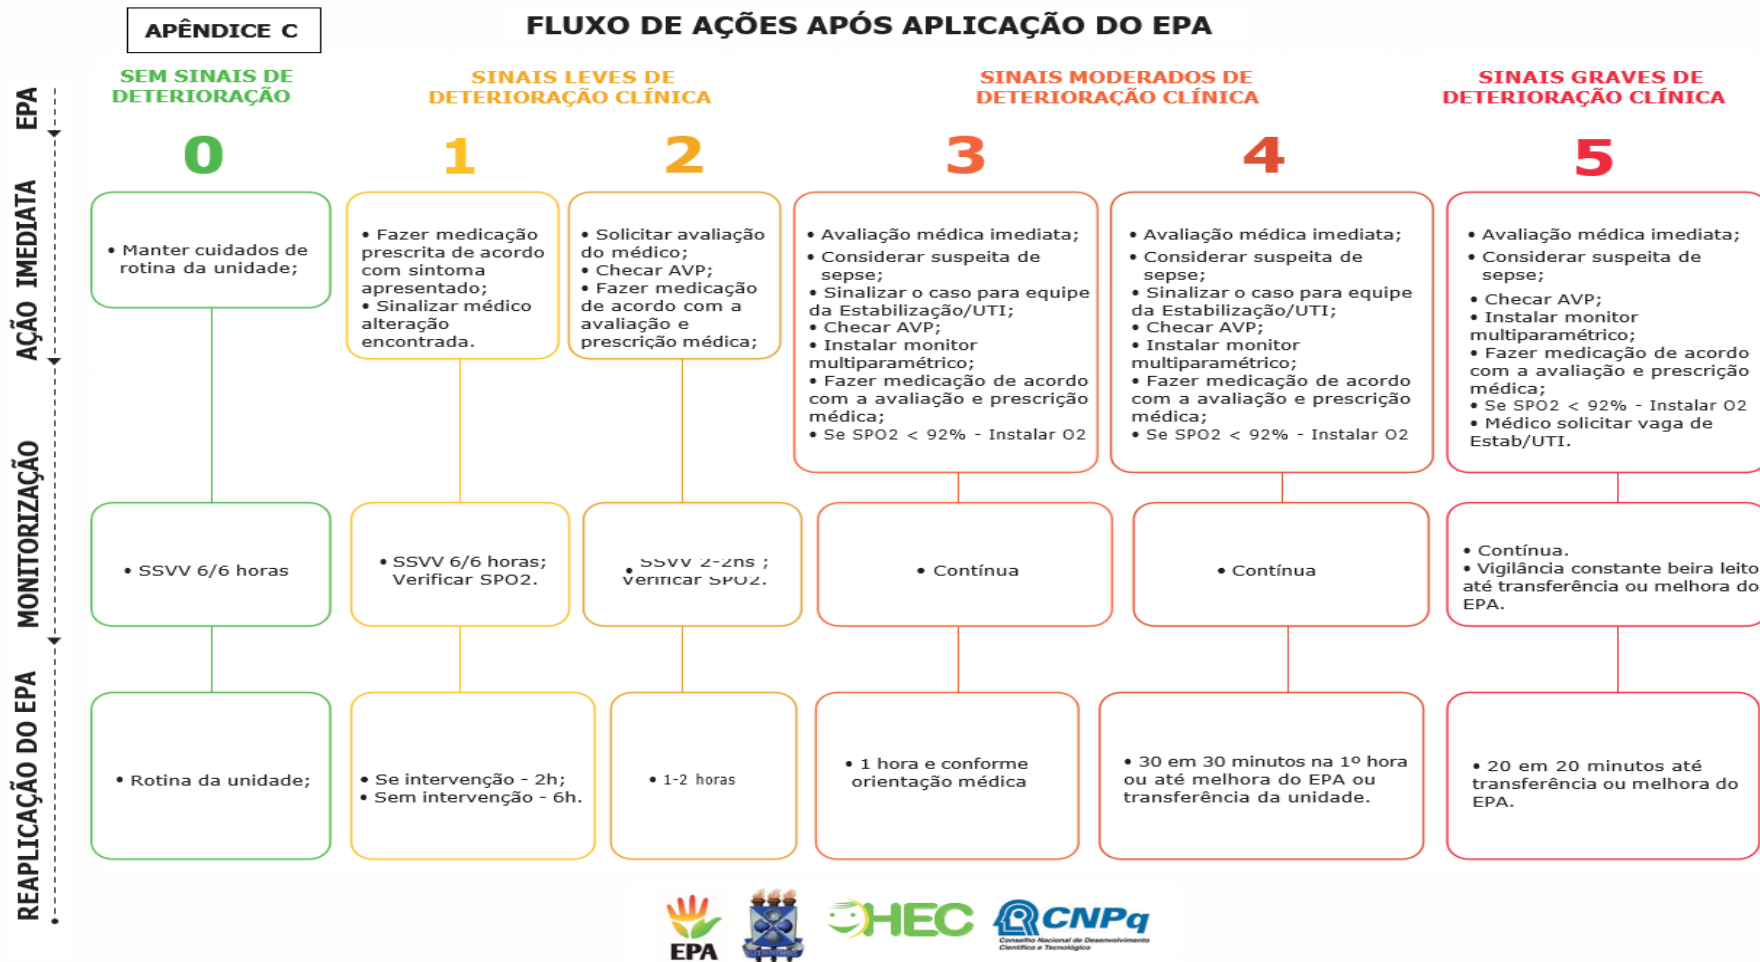 APÊNDICE C
FLUXO DE AÇÕES APÓS APLICAÇÃO DO EPA
EPA
SEM SINAIS DE
DETERIORAÇÃO
SINAIS LEVES DE
DETERIORAÇÃO CLÍNICA
SINAIS MODERADOS DE
DETERIORAÇÃO CLÍNICA
SINAIS GRAVES DE
DETERIORAÇÃO CLÍNICA
0
1
2
3
4
5
AÇÃO IMEDIATA
• Manter cuidados de
rotina da unidade;
• Fazer medicação
prescrita de acordo
com sintoma
apresentado;
• Sinalizar médico
alteração
encontrada.
• Solicitar avaliação
do médico;
• Checar AVP;
• Fazer medicação
de acordo com a
avaliação e
prescrição médica;
• Avaliação médica imediata;
• Considerar suspeita de
sepse;
• Sinalizar o caso para equipe
da Estabilização/UTI;
• Checar AVP;
• Instalar monitor
multiparamétrico;
• Fazer medicação de acordo
com a avaliação e prescrição
médica;
• Se SPO2 < 92% - Instalar O2
• Avaliação médica imediata;
• Considerar suspeita de
sepse;
• Sinalizar o caso para equipe
da Estabilização/UTI;
• Checar AVP;
• Instalar monitor
multiparamétrico;
• Fazer medicação de acordo
com a avaliação e prescrição
médica;
• Se SPO2 < 92% - Instalar O2
• Avaliação médica imediata;
• Considerar suspeita de
sepse;
• Checar AVP;
• Instalar monitor
multiparamétrico;
• Fazer medicação de acordo
com a avaliação e prescrição
médica;
• Se SPO2 < 92% - Instalar O2
• Médico solicitar vaga de
Estab/UTI.
MONITORIZAÇÃO
• SSVV 6/6 horas
• SSVV 6/6 horas;
Verificar SPO2.
• SSVV 2-2hs ;
Verificar SPO2.
• Contínua
• Contínua
• Contínua.
• Vigilância constante beira leito
até transferência ou melhora do
EPA.
REAPLICAÇÃO DO EPA
• Rotina da unidade;
• Se intervenção - 2h;
• Sem intervenção - 6h.
• 1-2 horas
• 1 hora e conforme
orientação médica
• 30 em 30 minutos na 1º hora
ou até melhora do EPA ou
transferência da unidade.
• 20 em 20 minutos até
transferência ou melhora do
EPA.
EPA
HEC
CNPq
Conselho Nacional de Desenvolvimento
Científico e Tecnológico